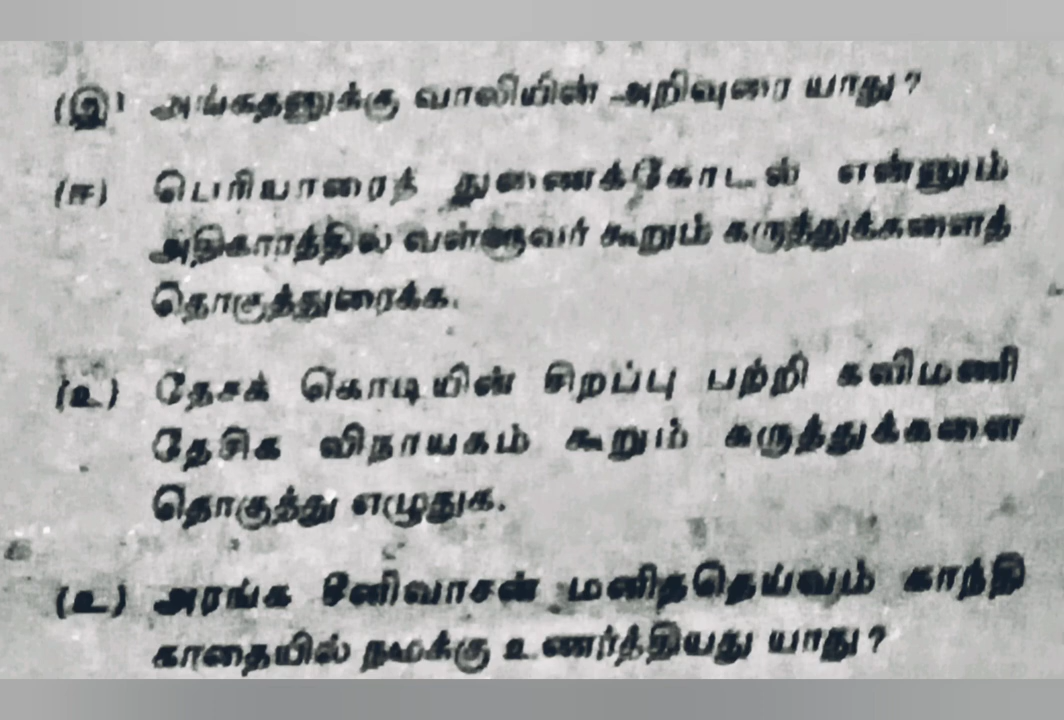 (இ) அங்கதனுக்கு வாலியின் அறிவுரை யாது?
(ஈ) பெரியாரைத் துணைக்கோடல் என்னும்
அதிகாரத்தில் வள்ளுவர் கூறும் கருத்துக்களைத்
தொகுத்துரைக்க.
(உ) தேசக் கொடியின் சிறப்பு பற்றி கவிமணி
தேசிக விநாயகம் கூறும் கருத்துக்களை
தொகுத்து எழுதுக.
(உ) அரங்க சீனிவாசன் மனிததெய்வம் காந்தி
காதையில் நமக்கு உணர்த்தியது யாது?